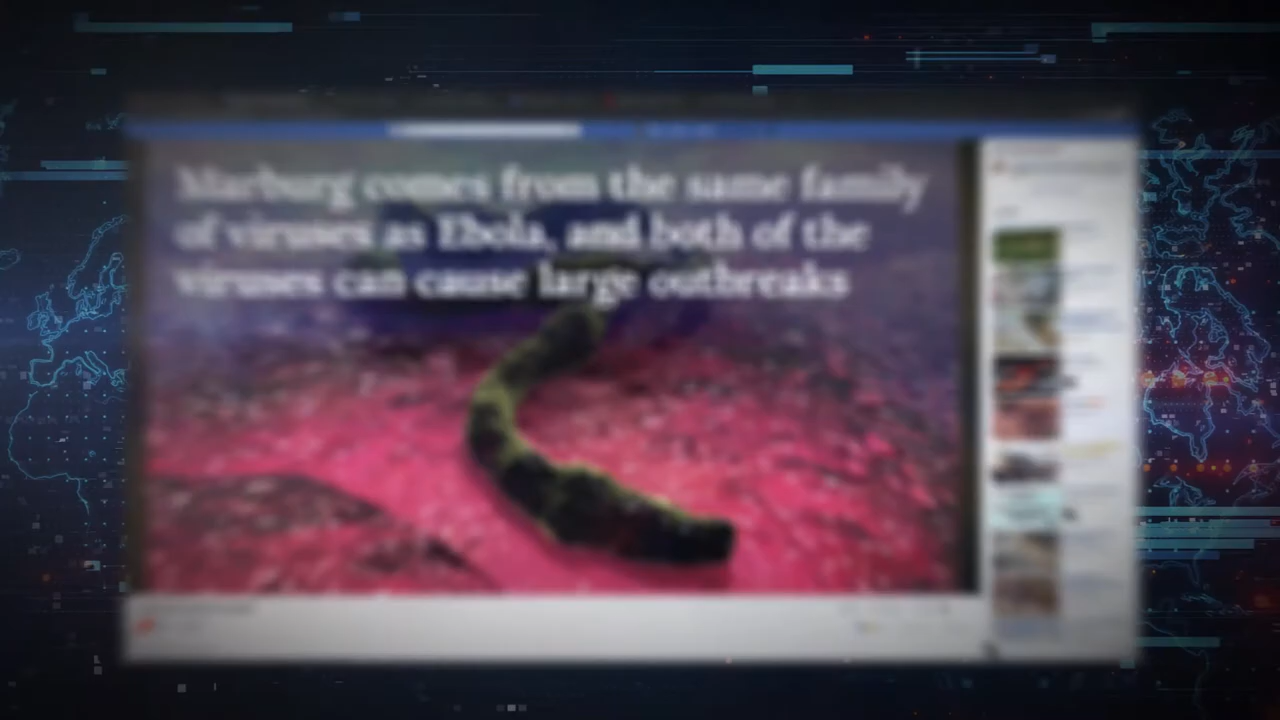 Marburg comes from the same family
of viruses as Ebola, and both of the
viruses can cause large outbreaks